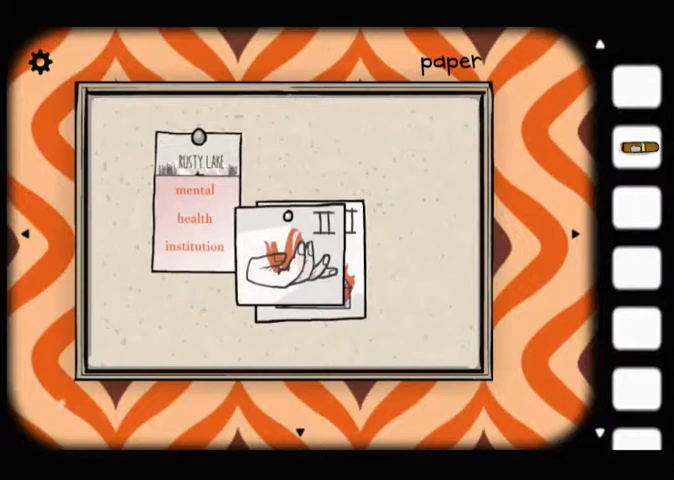 paper
RUSTY LAKE
mental
health
institution
II
I